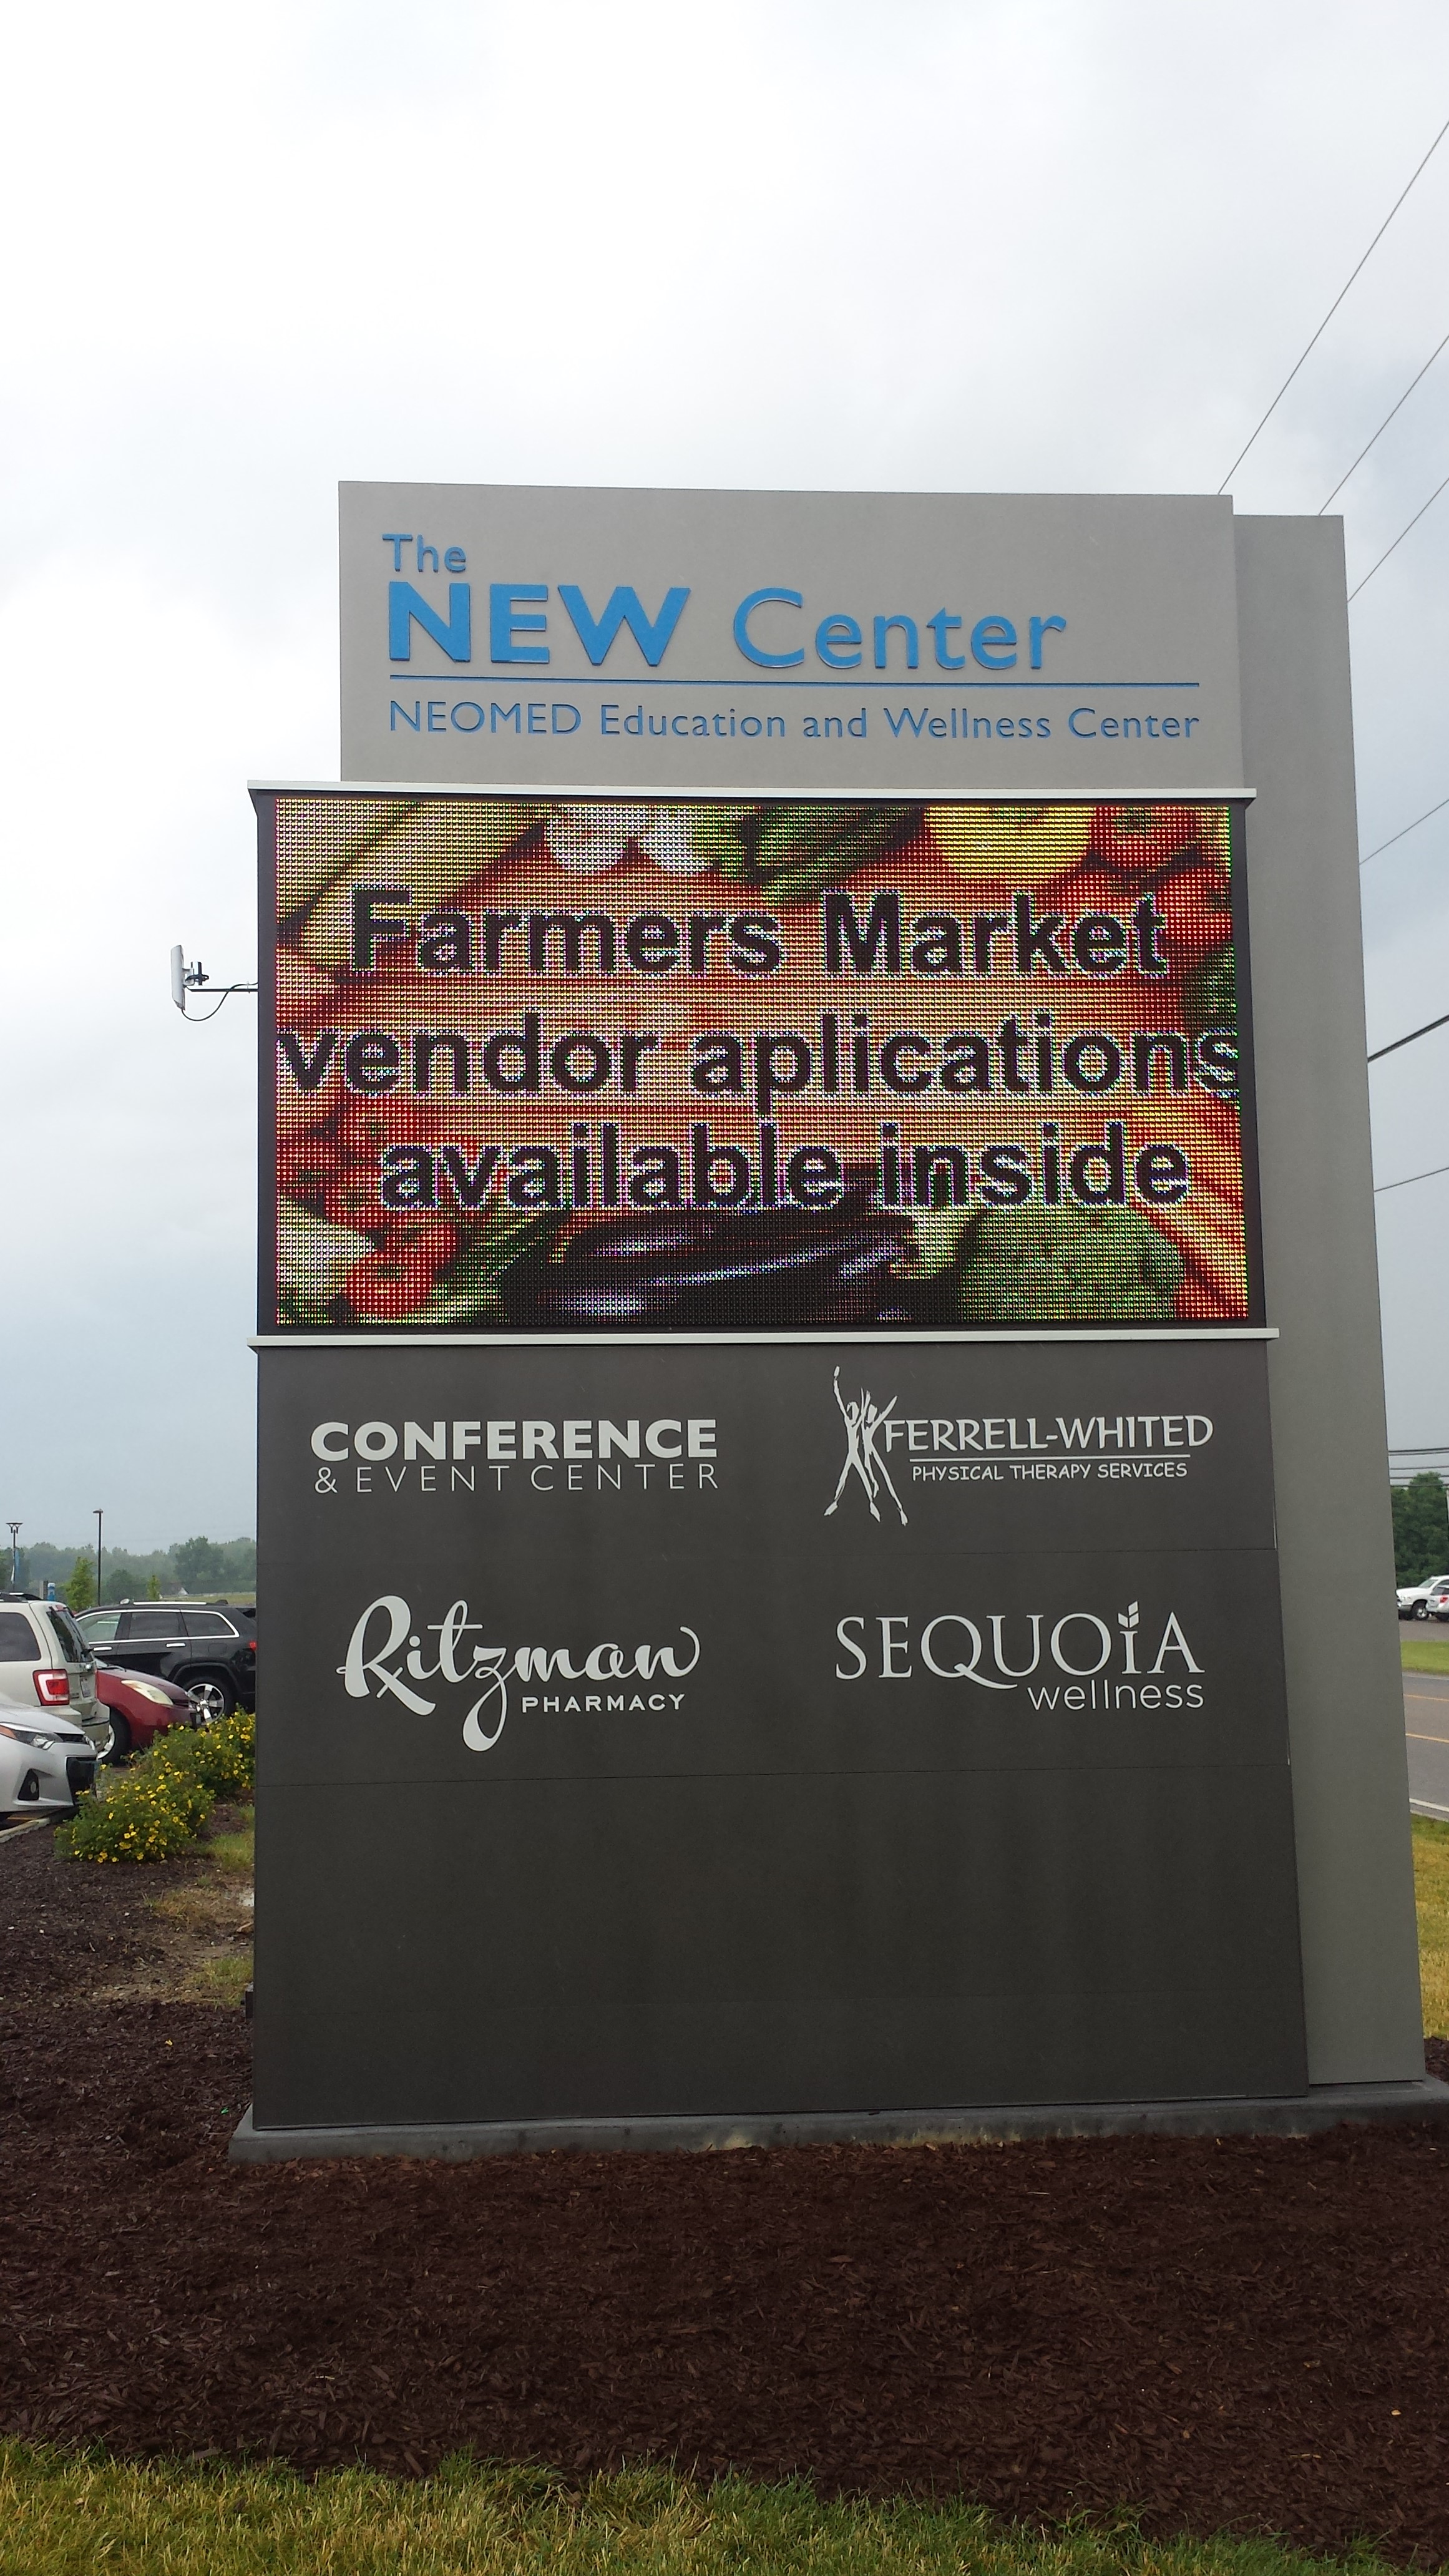 The
NEW Center
NEOMED Education and Wellness Center
Farmers Market
vendor aplications
available inside
CONFERENCE
& EVENT CENTER
FERRELL-WHITED
PHYSICAL THERAPY SERVICES
Ritzman
PHARMACY
SEQUOIA
wellness